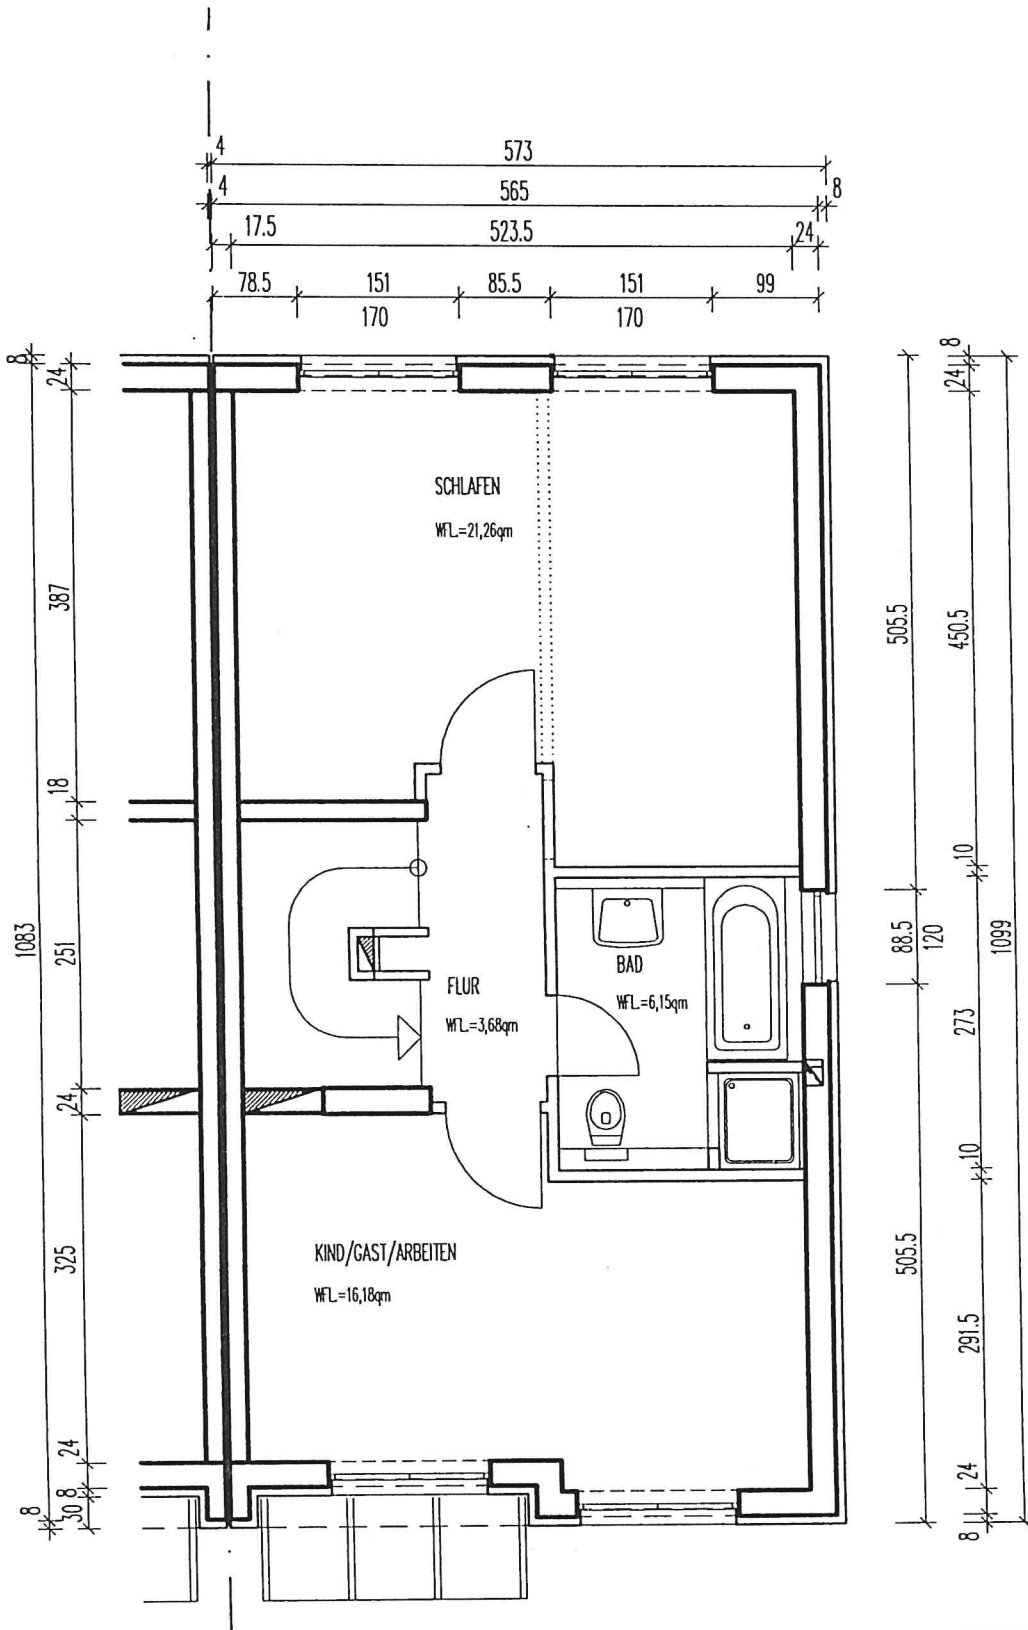 4 573
4 565 8
17.5 523.5 24
78.5 151 85.5 151 99
170 170
8
24
387
18
251
1083
24
325
24
8
30
8
SCHLAFEN
WFL.=21,26qm
FLUR
WFL.=3,68qm
BAD
WFL.=6,15qm
KIND/GAST/ARBEITEN
WFL.=16,18qm
505.5
88.5
120
505.5
8
24
450.5
10
273
10
291.5
24
8
1099